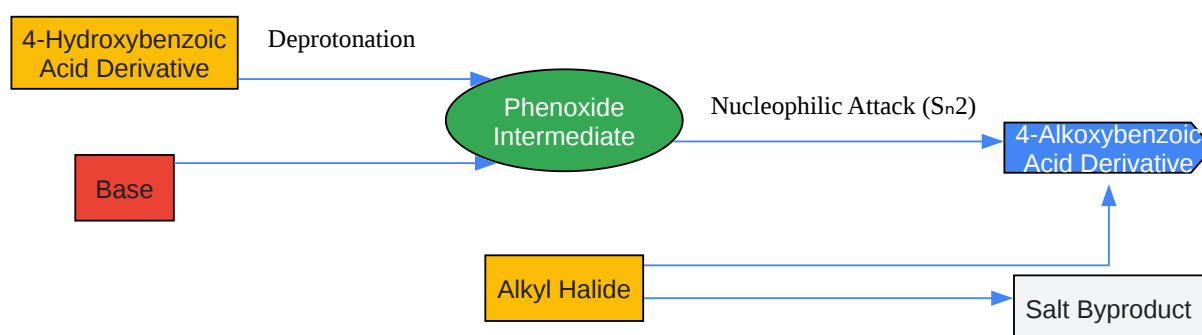 4-Hydroxybenzoic
Acid Derivative
Deprotonation
Phenoxide
Intermediate
Nucleophilic Attack (Sₙ2)
4-Alkoxybenzoic
Acid Derivative
Base
Alkyl Halide
Salt Byproduct